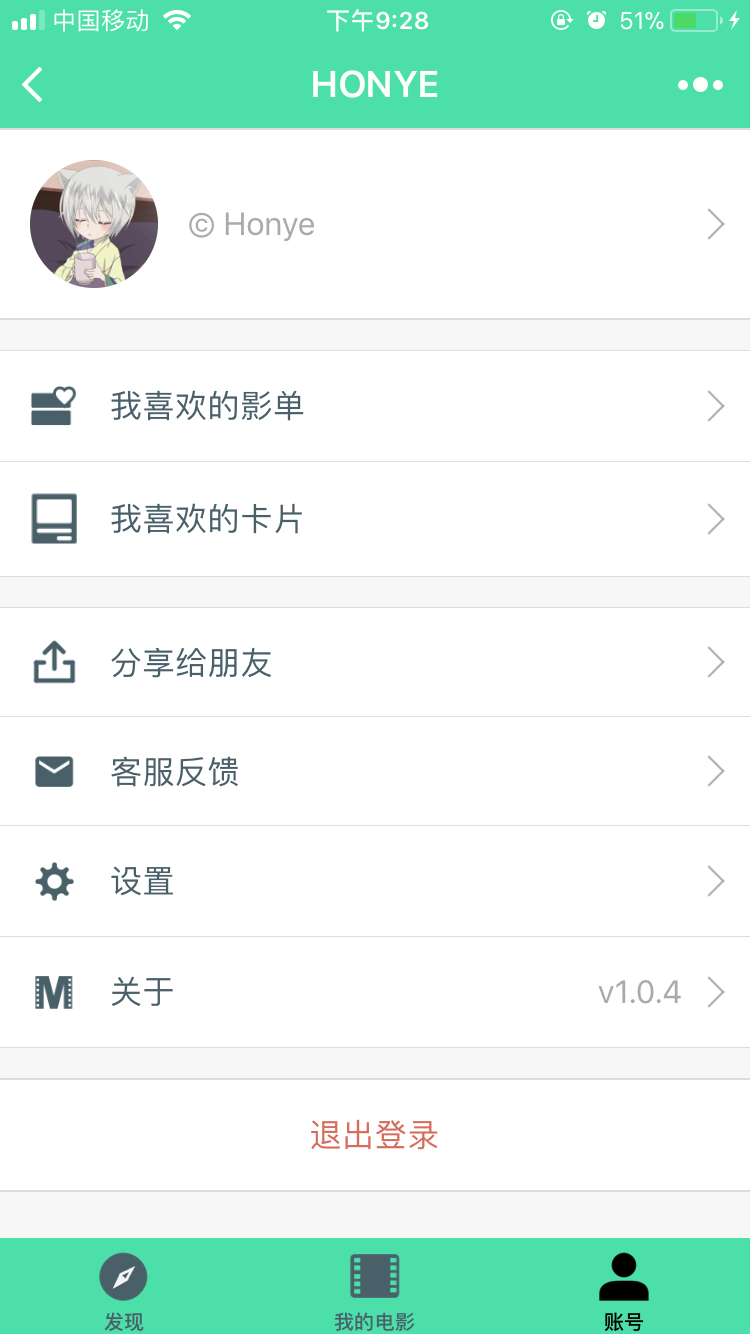 中国移动 下午9:28 51%
HONYE
© Honye
我喜欢的影单
我喜欢的卡片
分享给朋友
客服反馈
设置
M 关于 v1.0.4
退出登录
发现 我的电影 账号